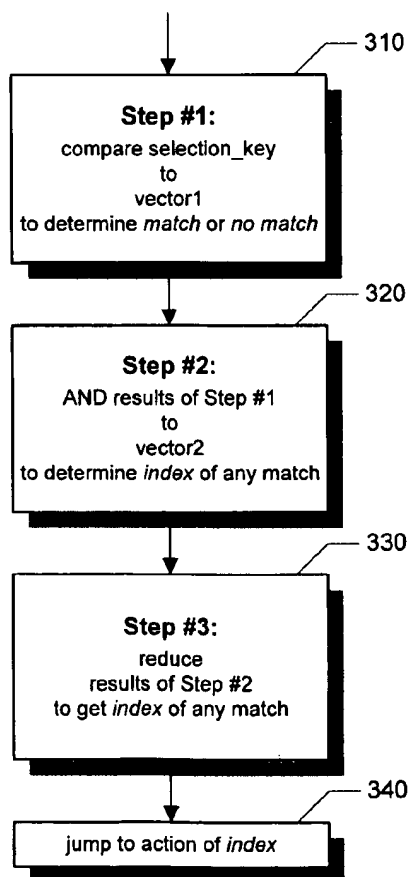 310
Step #1:
compare selection_key
to
vector1
to determine match or no match
320
Step #2:
AND results of Step #1
to
vector2
to determine index of any match
330
Step #3:
reduce
results of Step #2
to get index of any match
340
jump to action of index